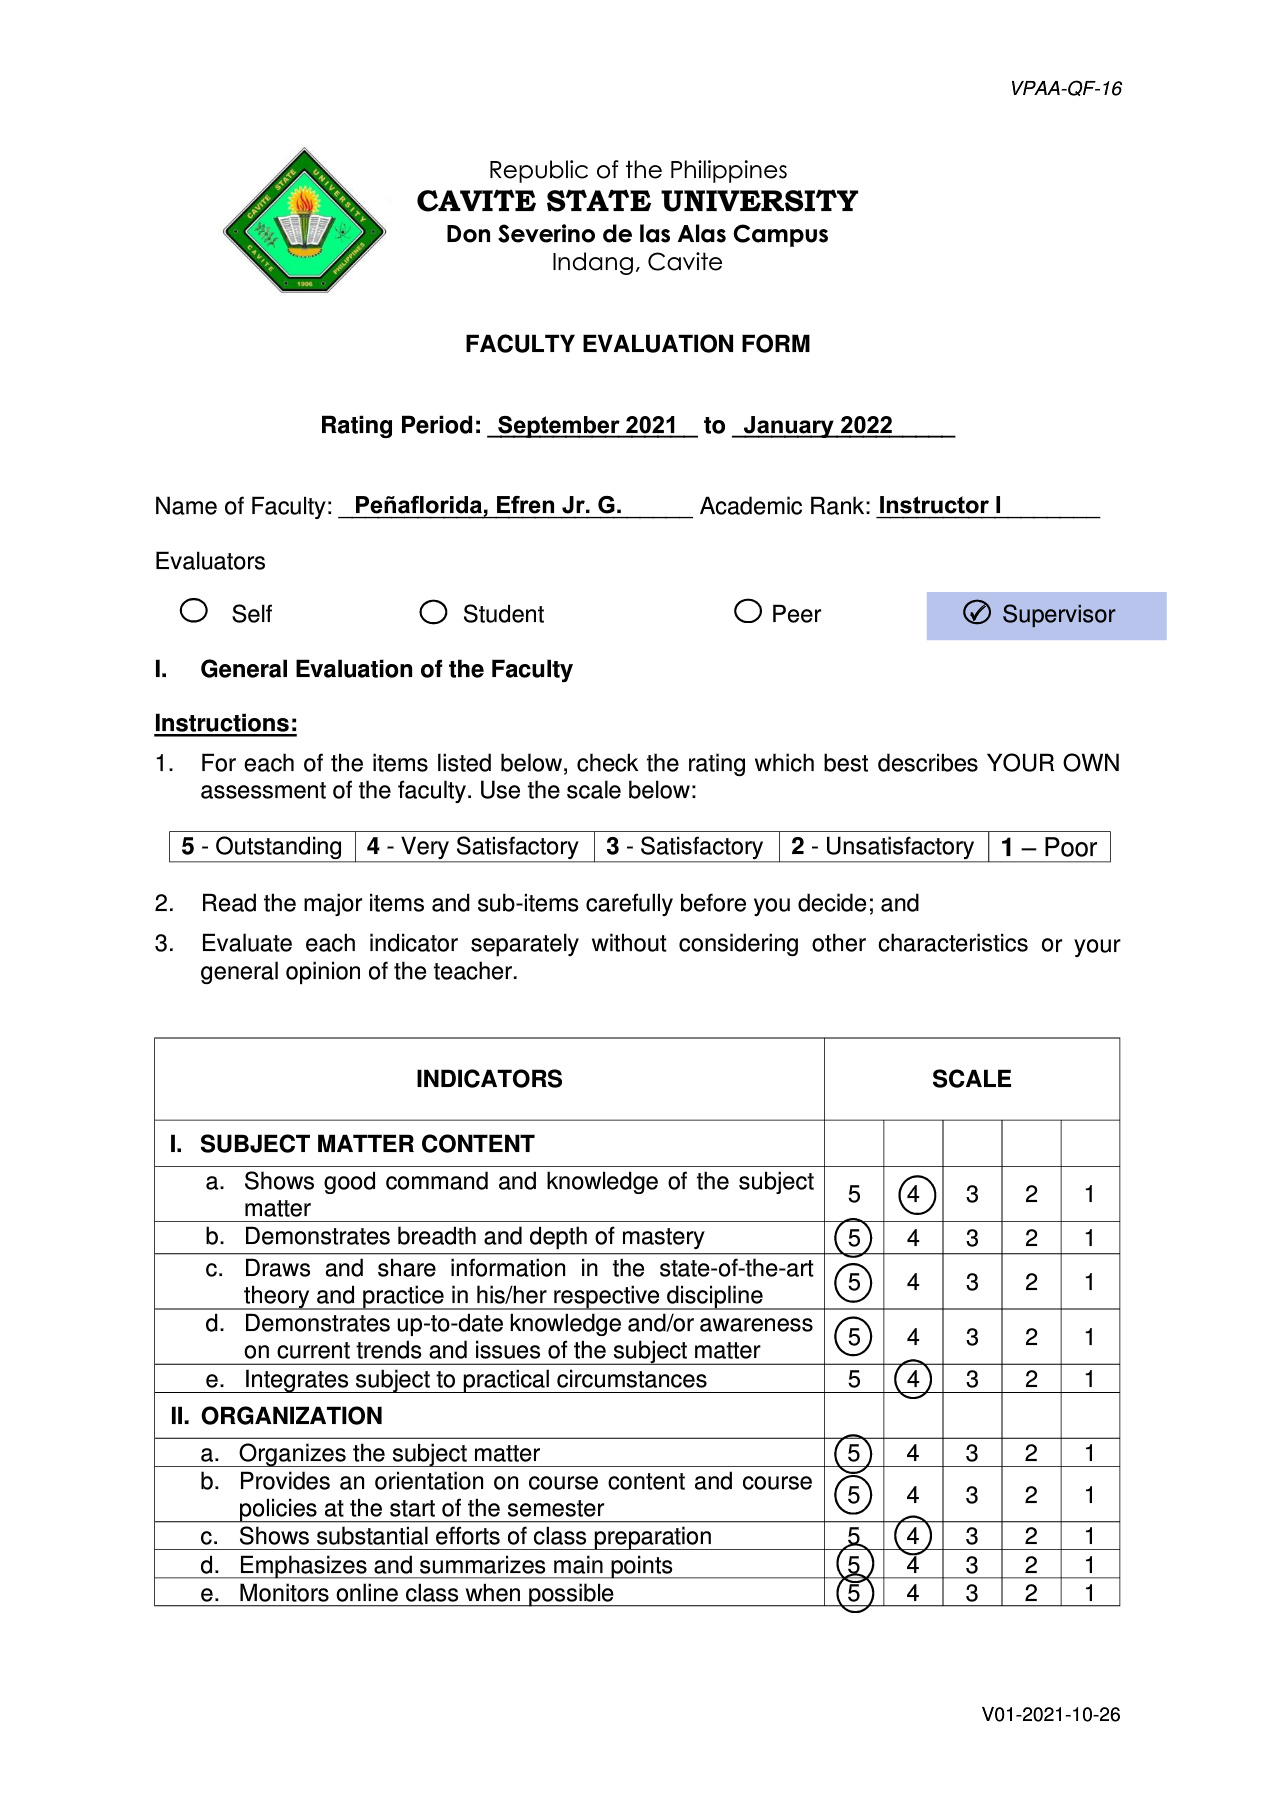 VPAA-QF-16
CAVITE STATE UNIVERSITY
CAVITE PHILIPPINES
1906
Republic of the Philippines
CAVITE STATE UNIVERSITY
Don Severino de las Alas Campus
Indang, Cavite
FACULTY EVALUATION FORM
Rating Period: September 2021 to January 2022
Name of Faculty: Peñaflorida, Efren Jr. G. Academic Rank: Instructor I
Evaluators
Self Student Peer ✓ Supervisor
I. General Evaluation of the Faculty
Instructions:
1. For each of the items listed below, check the rating which best describes YOUR OWN
assessment of the faculty. Use the scale below:
5 - Outstanding 4 - Very Satisfactory 3 - Satisfactory 2 - Unsatisfactory 1 – Poor
2. Read the major items and sub-items carefully before you decide; and
3. Evaluate each indicator separately without considering other characteristics or your
general opinion of the teacher.
INDICATORS SCALE
I. SUBJECT MATTER CONTENT
a. Shows good command and knowledge of the subject
matter 5 4 3 2 1
b. Demonstrates breadth and depth of mastery 5 4 3 2 1
c. Draws and share information in the state-of-the-art
theory and practice in his/her respective discipline 5 4 3 2 1
d. Demonstrates up-to-date knowledge and/or awareness
on current trends and issues of the subject matter 5 4 3 2 1
e. Integrates subject to practical circumstances 5 4 3 2 1
II. ORGANIZATION
a. Organizes the subject matter 5 4 3 2 1
b. Provides an orientation on course content and course
policies at the start of the semester 5 4 3 2 1
c. Shows substantial efforts of class preparation 5 4 3 2 1
d. Emphasizes and summarizes main points 5 4 3 2 1
e. Monitors online class when possible 5 4 3 2 1
V01-2021-10-26